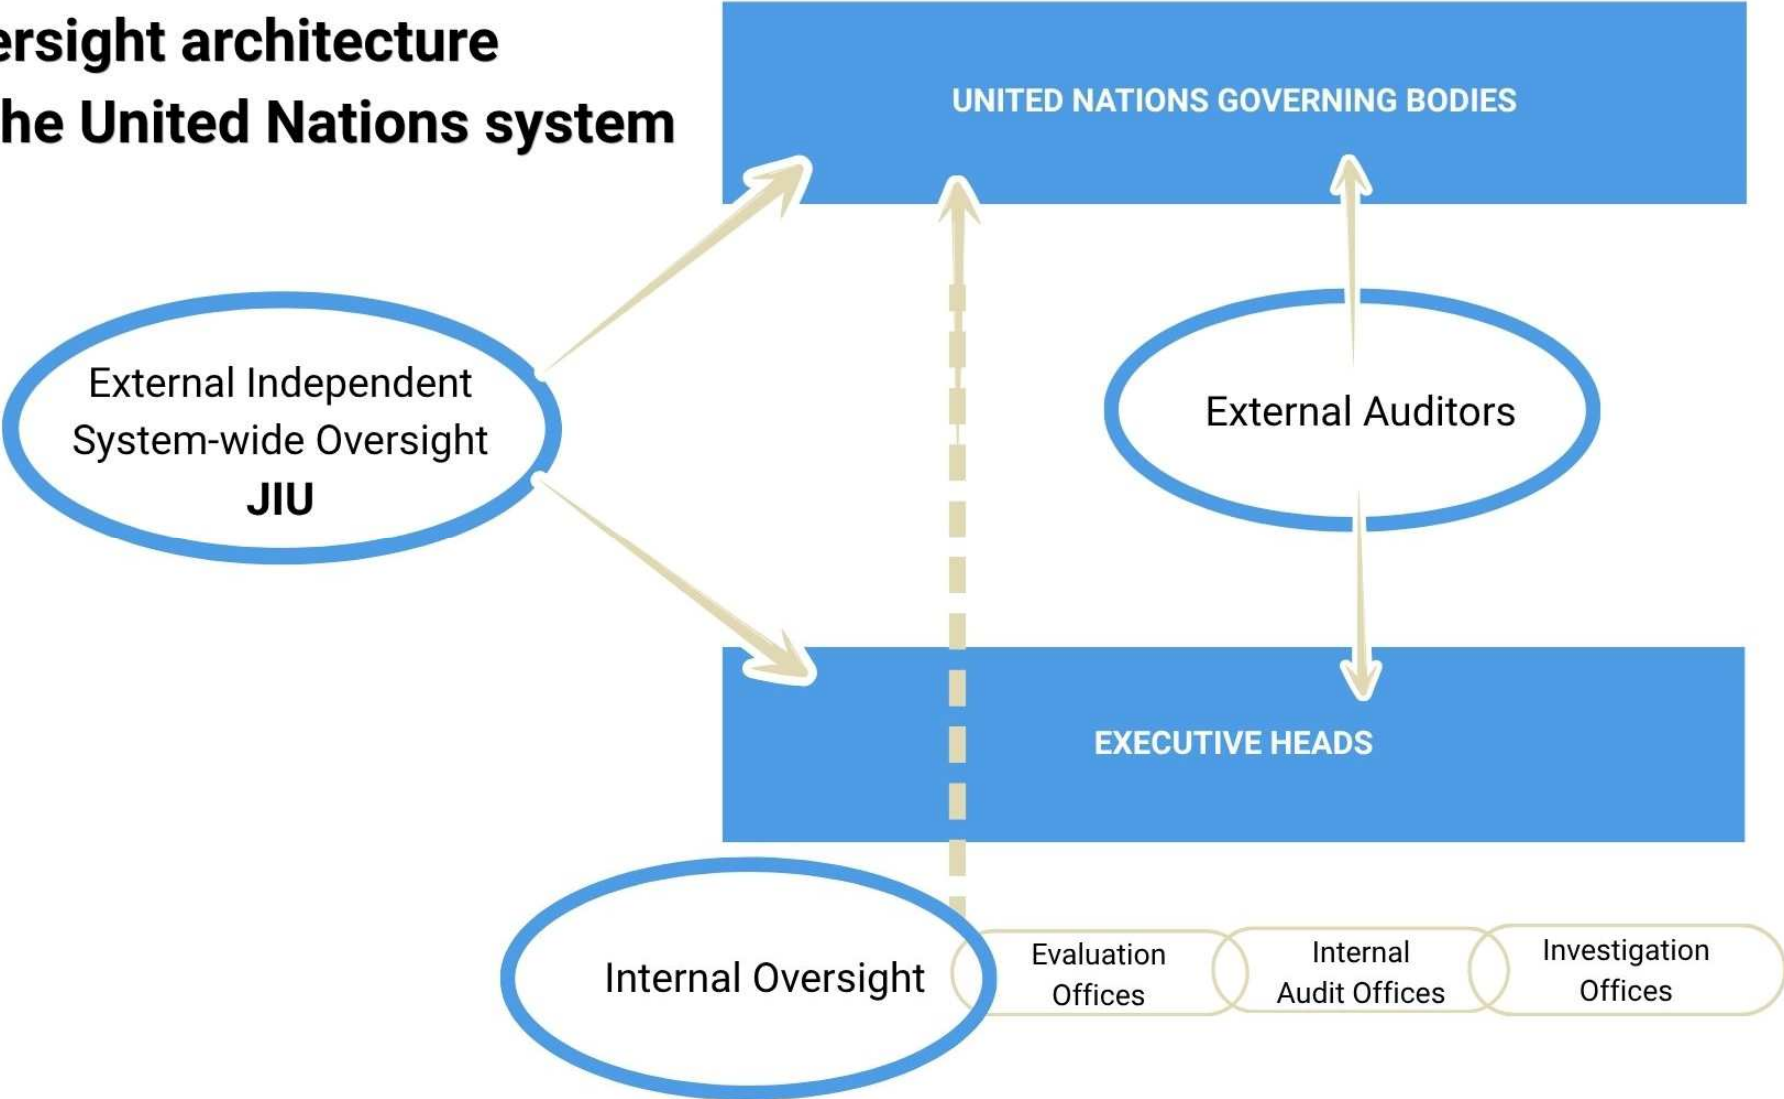 ersight architecture
he United Nations system
UNITED NATIONS GOVERNING BODIES
External Independent
System-wide Oversight
JIU
External Auditors
EXECUTIVE HEADS
Internal Oversight
Evaluation
Offices
Internal
Audit Offices
Investigation
Offices